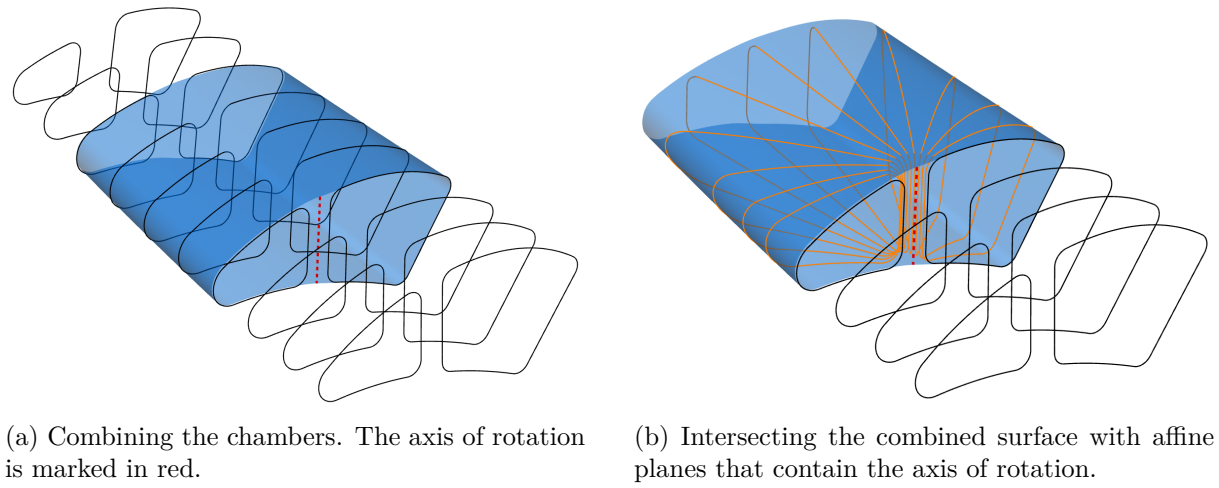 (a) Combining the chambers. The axis of rotation
is marked in red.
(b) Intersecting the combined surface with affine
planes that contain the axis of rotation.